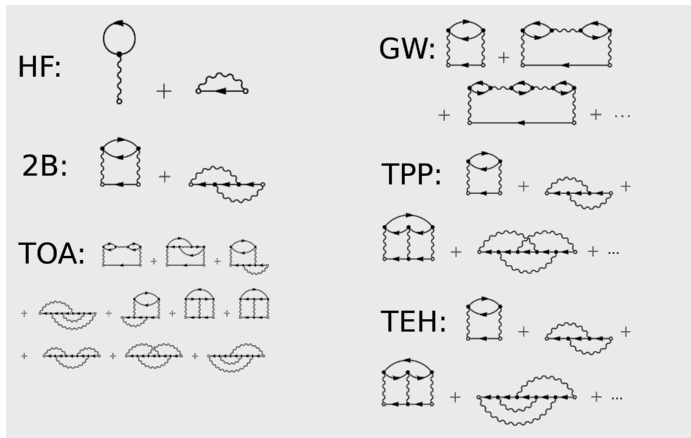 HF:
+
2B:
+
TOA:
+ +
+ + + +
+ + +
GW:
+
+ + ...
TPP:
+ +
+ + ...
TEH:
+ +
+ + ...